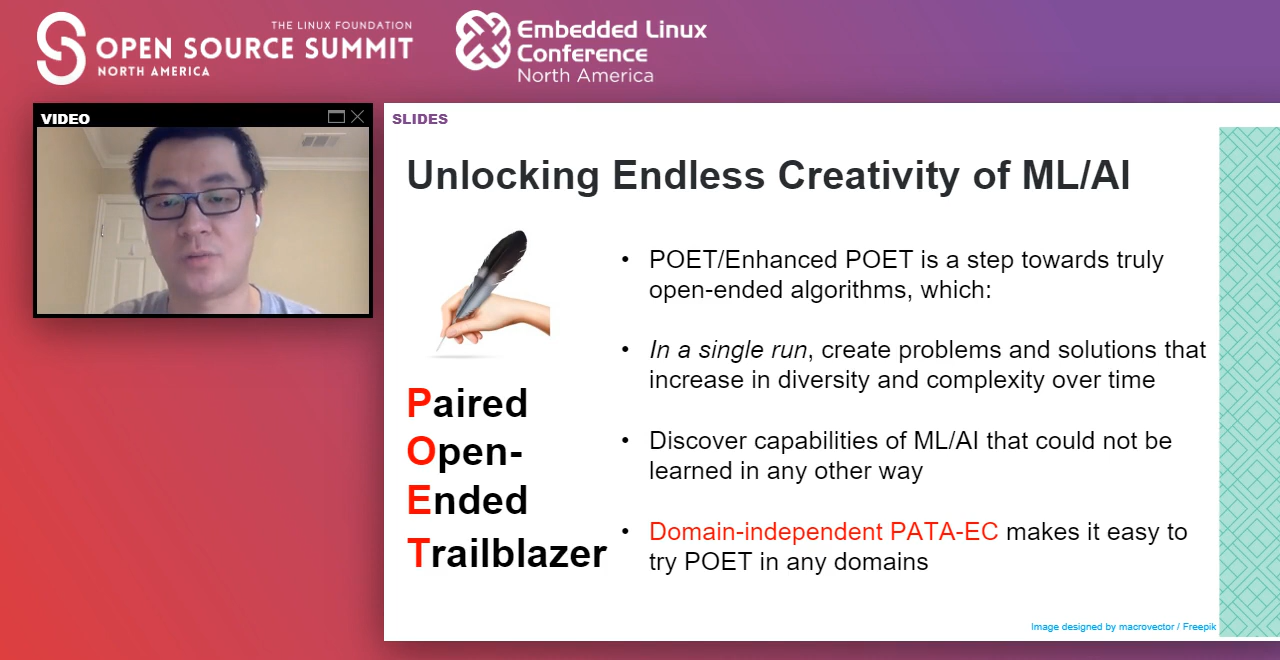 THE LINUX FOUNDATION
OPEN SOURCE SUMMIT
NORTH AMERICA
Embedded Linux
Conference
North America
VIDEO
SLIDES
Unlocking Endless Creativity of ML/AI
Paired
Open-
Ended
Trailblazer
• POET/Enhanced POET is a step towards truly
open-ended algorithms, which:
• In a single run, create problems and solutions that
increase in diversity and complexity over time
• Discover capabilities of ML/AI that could not be
learned in any other way
• Domain-independent PATA-EC makes it easy to
try POET in any domains
Image designed by macrovector / Freepik